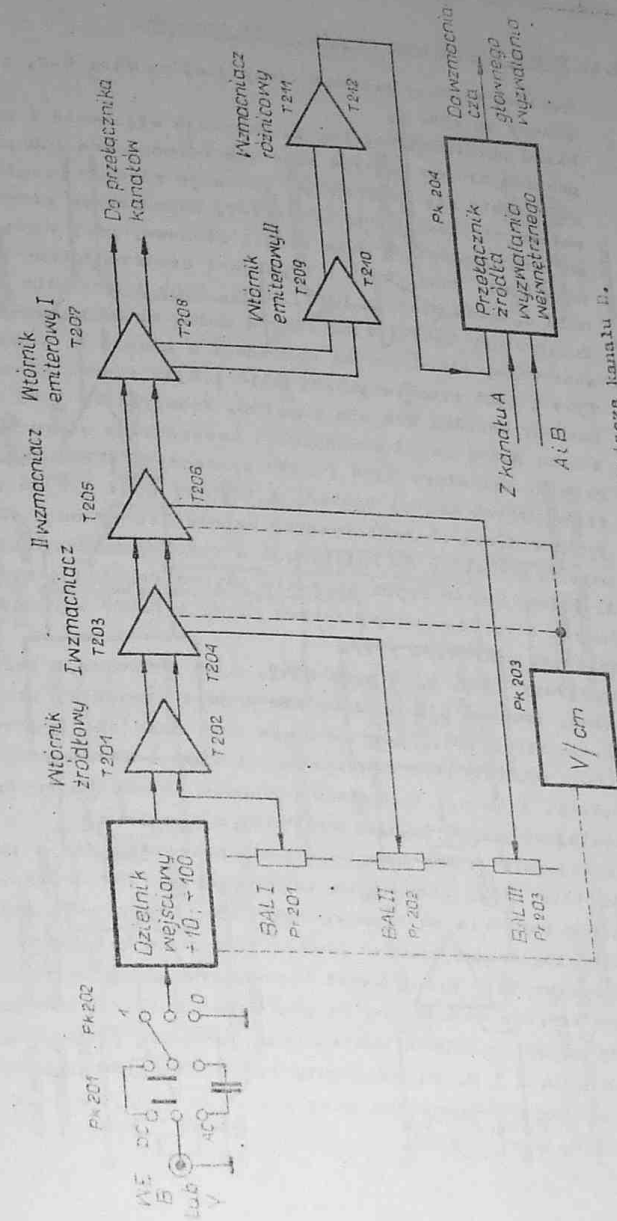 WE
B
Lub
Y
Pk 201
DC
AC
Pk 202
1
0
Dzielnik
wejściowy
÷10, ÷100
Wtórnik
źródłowy
T201
T202
I wzmacniacz
T203
T204
II wzmacniacz
T205
T206
Wtórnik
emiterowy I
T207
T208
Do przełącznika
kanałów
Wtórnik
emiterowy II
T209
T210
Wzmacniacz
różnicowy
T211
T212
BAL I
Pr 201
BAL II
Pr 202
BAL III
Pr 203
Pk 203
V/cm
Pk 204
Przełącznik
źródła
wyzwalania
wewnętrznego
Z kanału A
A i B
Do wzmacnia
cza
głównego
wyzwalania
kanału B.